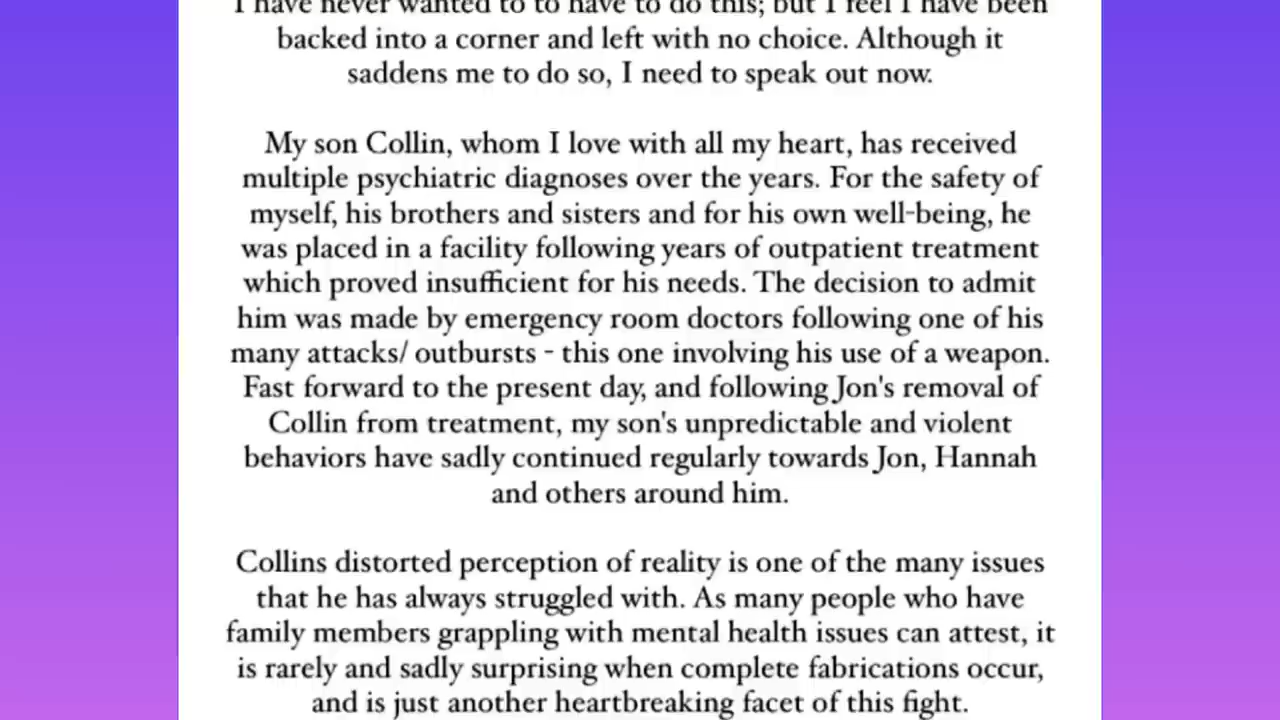 I have never wanted to to have to do this; but I feel I have been
backed into a corner and left with no choice. Although it
saddens me to do so, I need to speak out now.
My son Collin, whom I love with all my heart, has received
multiple psychiatric diagnoses over the years. For the safety of
myself, his brothers and sisters and for his own well-being, he
was placed in a facility following years of outpatient treatment
which proved insufficient for his needs. The decision to admit
him was made by emergency room doctors following one of his
many attacks/ outbursts - this one involving his use of a weapon.
Fast forward to the present day, and following Jon's removal of
Collin from treatment, my son's unpredictable and violent
behaviors have sadly continued regularly towards Jon, Hannah
and others around him.
Collins distorted perception of reality is one of the many issues
that he has always struggled with. As many people who have
family members grappling with mental health issues can attest, it
is rarely and sadly surprising when complete fabrications occur,
and is just another heartbreaking facet of this fight.